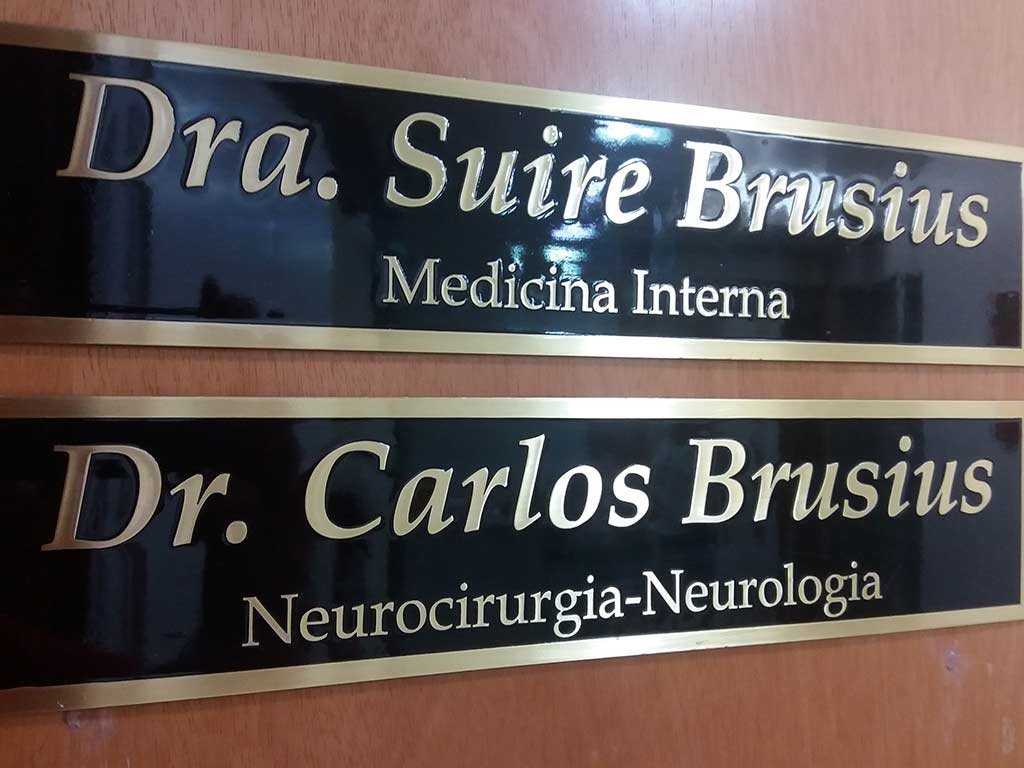 Dra. Suire Brusius
Medicina Interna
Dr. Carlos Brusius
Neurocirurgia-Neurologia